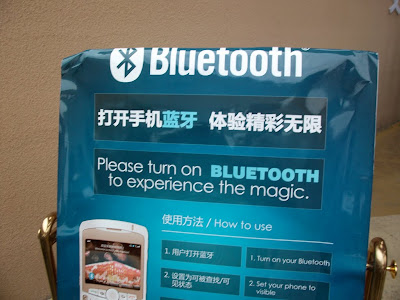 Bluetooth®
打开手机蓝牙 体验精彩无限
Please turn on BLUETOOTH
to experience the magic.
使用方法 / How to use
1. 用户打开蓝牙
1. Turn on your Bluetooth
2. 设置为可被查找/可
见状态
2. Set your phone to
visible